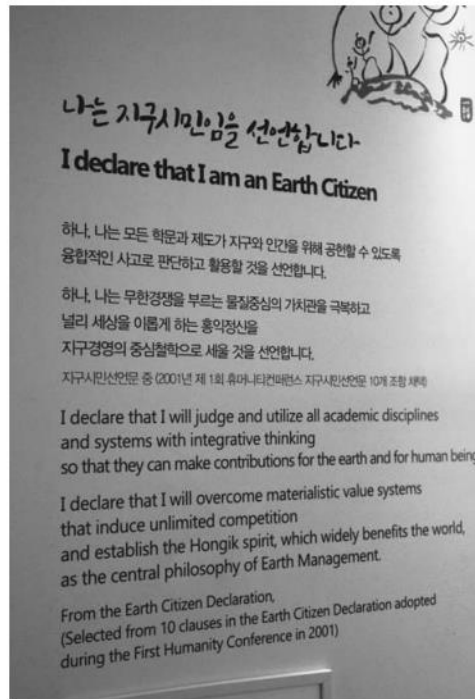 나는 지구시민임을 선언합니다
I declare that I am an Earth Citizen
하나, 나는 모든 학문과 제도가 지구와 인간을 위해 공헌할 수 있도록
융합적인 사고로 판단하고 활용할 것을 선언합니다.
하나, 나는 무한경쟁을 부르는 물질중심의 가치관을 극복하고
널리 세상을 이롭게 하는 홍익정신을
지구경영의 중심철학으로 세울 것을 선언합니다.
지구시민선언문 중 (2001년 제 1회 휴머니티컨퍼런스 지구시민선언문 10개 조항 채택)
I declare that I will judge and utilize all academic disciplines
and systems with integrative thinking
so that they can make contributions for the earth and for human being
I declare that I will overcome materialistic value systems
that induce unlimited competition
and establish the Hongik spirit, which widely benefits the world,
as the central philosophy of Earth Management.
From the Earth Citizen Declaration,
(Selected from 10 clauses in the Earth Citizen Declaration adopted
during the First Humanity Conference in 2001)